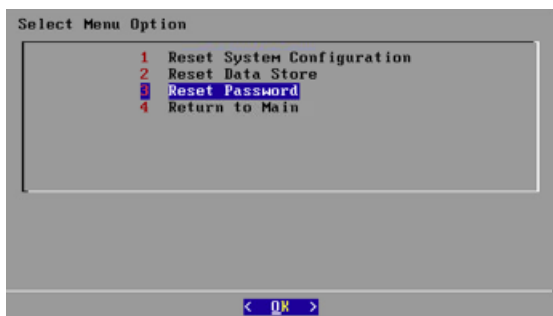 Select Menu Option
1 Reset System Configuration
2 Reset Data Store
3 Reset Password
4 Return to Main
< OK >